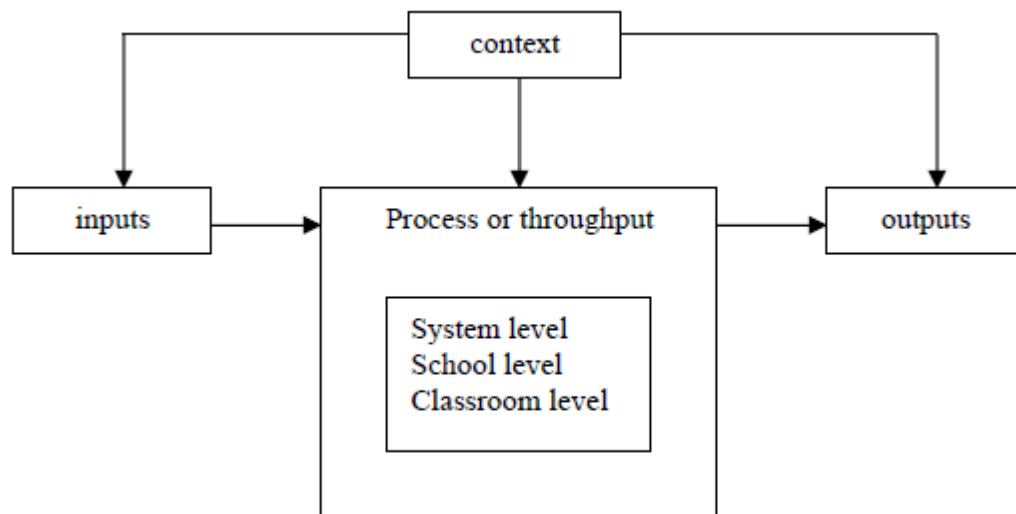 context
inputs
Process or throughput
outputs
System level
School level
Classroom level